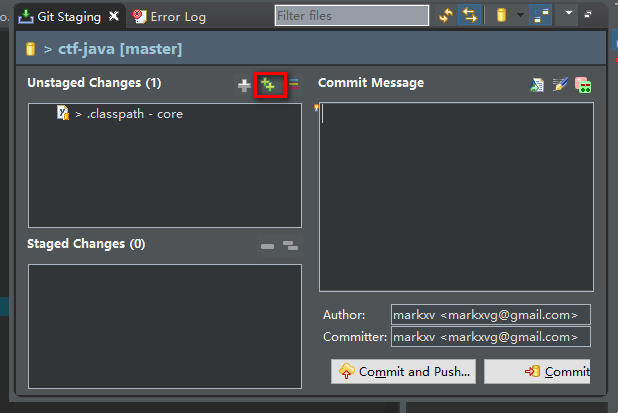 Git Staging
Error Log
Filter files
> ctf-java [master]
Unstaged Changes (1)
> .classpath - core
Staged Changes (0)
Commit Message
Author:
markxv <markxvg@gmail.com>
Committer:
markxv <markxvg@gmail.com>
Commit and Push...
Commit